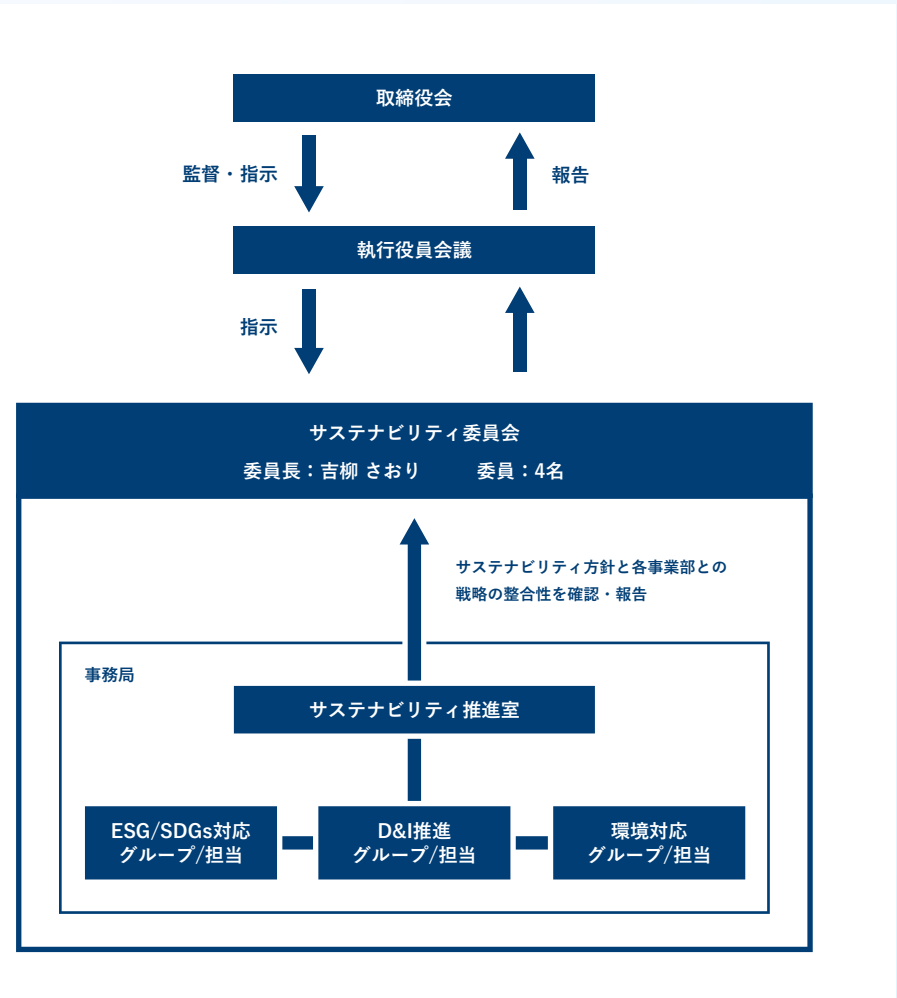 取締役会
監督・指示
報告
執行役員会議
指示
サステナビリティ委員会
委員長：吉柳 さおり 委員：4名
サステナビリティ方針と各事業部との
戦略の整合性を確認・報告
事務局
サステナビリティ推進室
ESG/SDGs対応
グループ/担当
D&I推進
グループ/担当
環境対応
グループ/担当